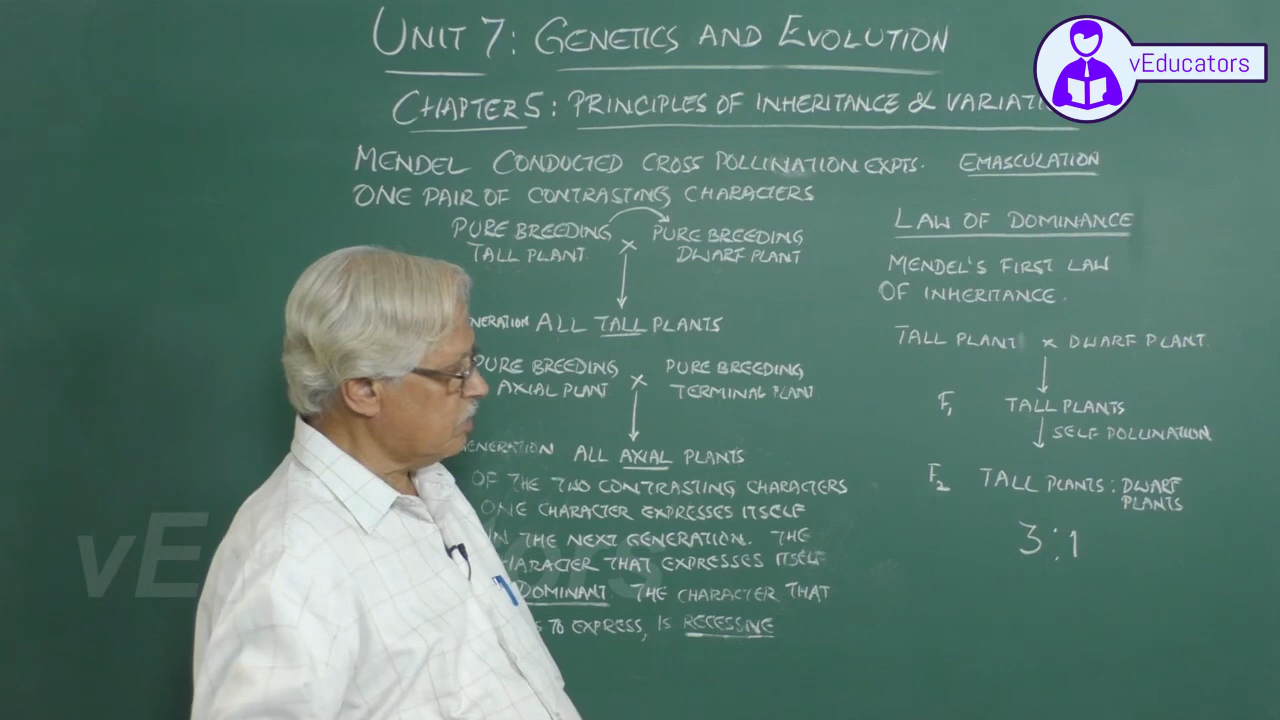 UNIT 7: GENETICS AND EVOLUTION
vEducators
CHAPTER 5: PRINCIPLES OF INHERITANCE & VARIATI
MENDEL CONDUCTED CROSS POLLINATION EXPTS. EMASCULATION
ONE PAIR OF CONTRASTING CHARACTERS
PURE BREEDING TALL PLANT × PURE BREEDING DWARF PLANT
NERATION ALL TALL PLANTS
PURE BREEDING AXIAL PLANT × PURE BREEDING TERMINAL PLANT
ENERATION ALL AXIAL PLANTS
OF THE TWO CONTRASTING CHARACTERS
ONE CHARACTER EXPRESSES ITSELF
IN THE NEXT GENERATION. THE
HARACTER THAT EXPRESSES ITSELF
DOMINANT. THE CHARACTER THAT
S TO EXPRESS, IS RECESSIVE
LAW OF DOMINANCE
MENDEL'S FIRST LAW
OF INHERITANCE.
TALL PLANT × DWARF PLANT.
F1 TALL PLANTS
SELF POLLINATION
F2 TALL PLANTS : DWARF PLANTS
3:1
vEducators